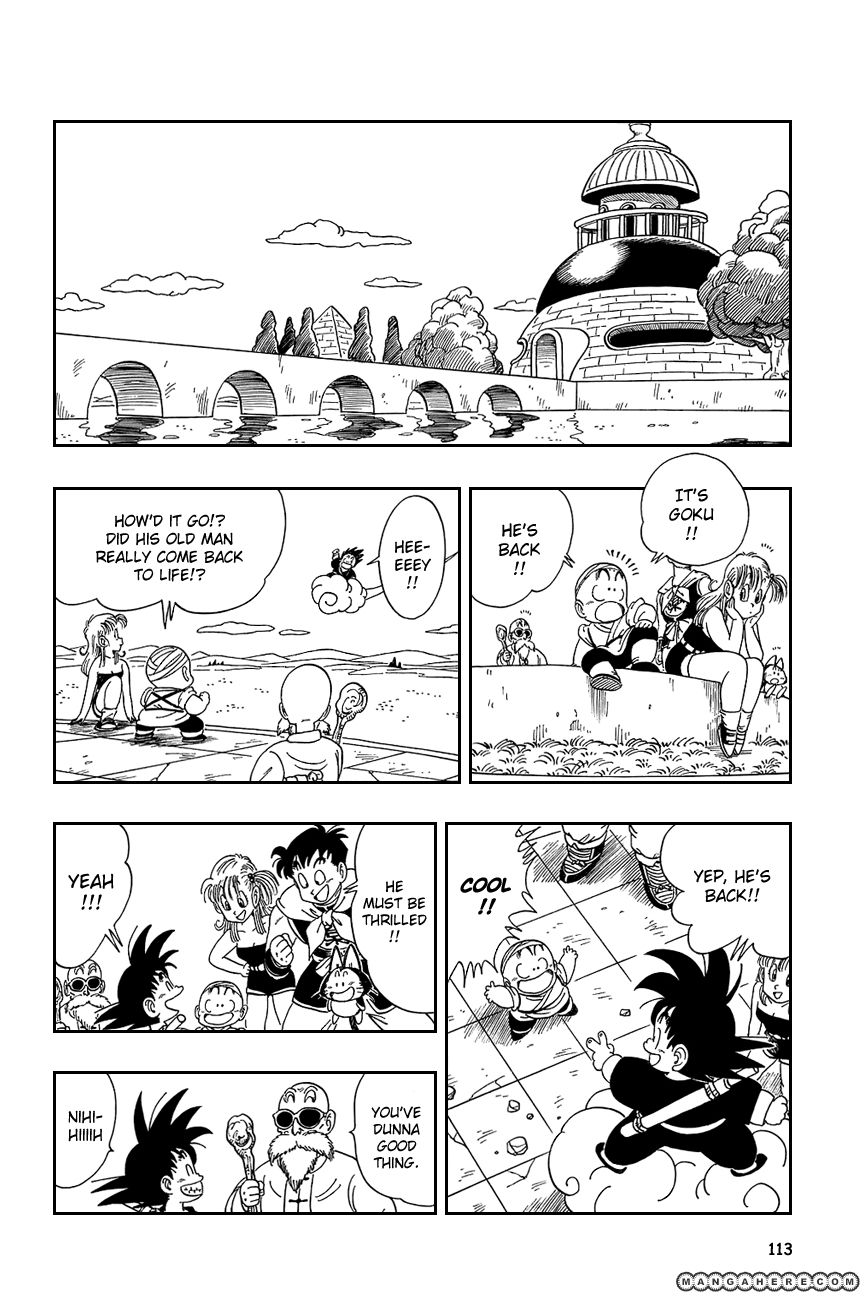 IT'S
GOKU
!!
HE'S
BACK
!!
HEE-
EEEY
!!
HOW'D IT GO!?
DID HIS OLD MAN
REALLY COME BACK
TO LIFE!?
YEP, HE'S
BACK!!
COOL
!!
HE
MUST BE
THRILLED
!!
YEAH
!!!
YOU'VE
DUNNA
GOOD
THING.
NIHI-
HIIIIH
113
MANGAHERE.COM